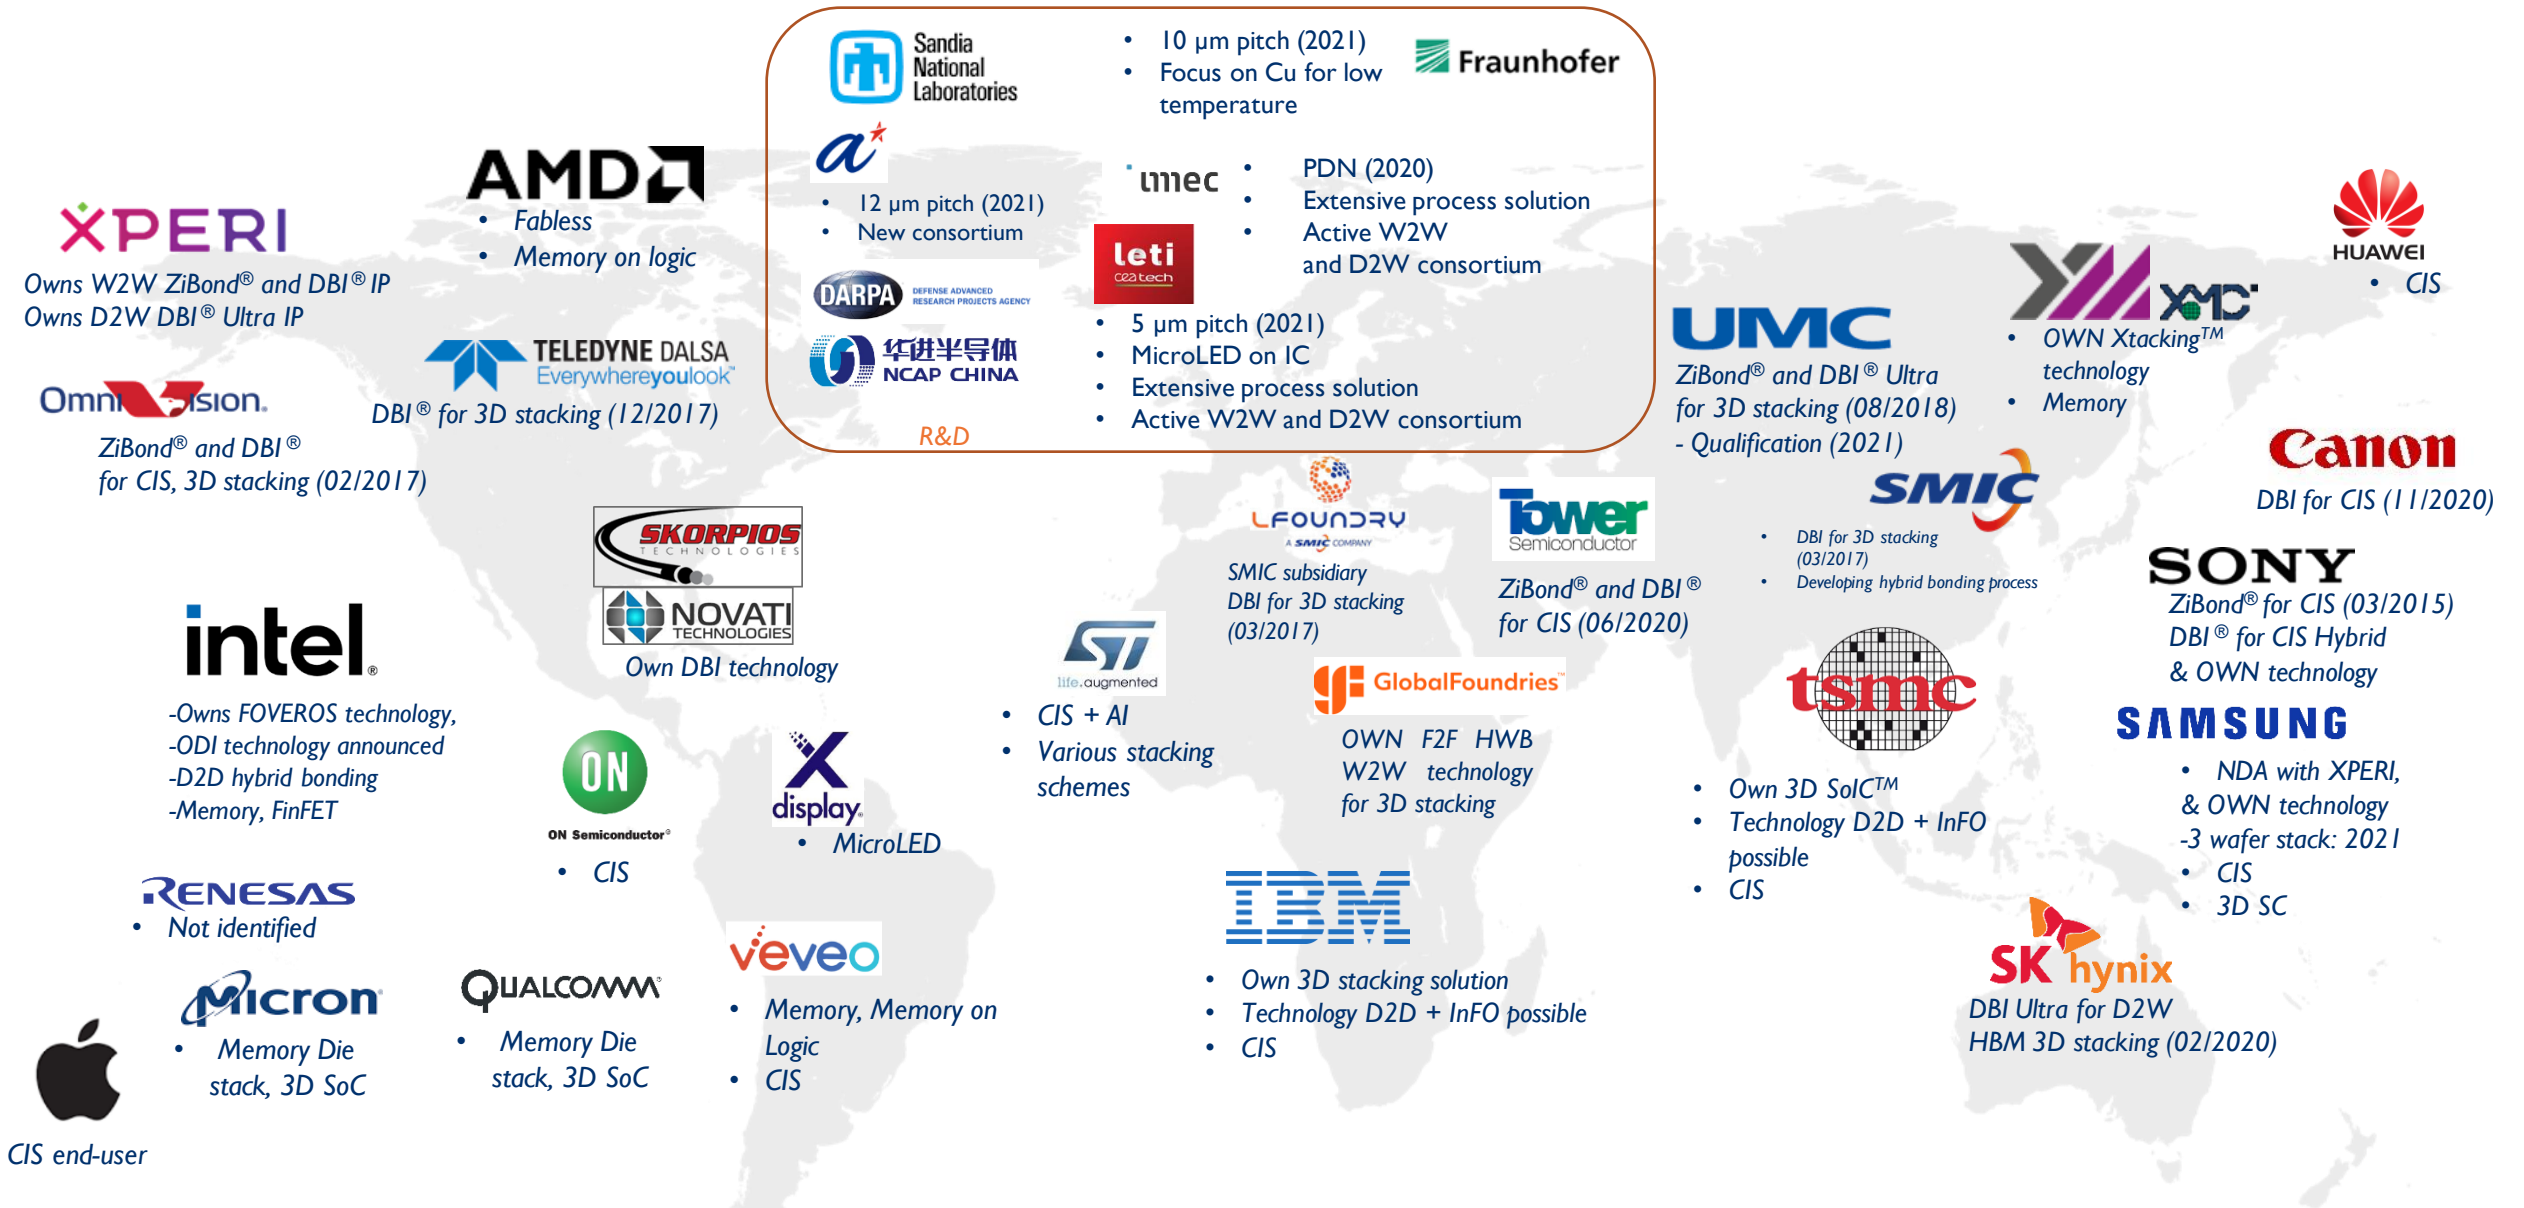 Sandia
National
Laboratories
• 10 µm pitch (2021)
• Focus on Cu for low
temperature
Fraunhofer
a*
• 12 µm pitch (2021)
• New consortium
imec
• PDN (2020)
• Extensive process solution
• Active W2W
and D2W consortium
DARPA
DEFENSE ADVANCED
RESEARCH PROJECTS AGENCY
leti
ceatech
• 5 µm pitch (2021)
• MicroLED on IC
• Extensive process solution
• Active W2W and D2W consortium
华进半导体
NCAP CHINA
R&D
XPERI
Owns W2W ZiBond® and DBI® IP
Owns D2W DBI® Ultra IP
AMD
• Fabless
• Memory on logic
OmniVision.
ZiBond® and DBI®
for CIS, 3D stacking (02/2017)
TELEDYNE DALSA
Everywhereyoulook™
DBI® for 3D stacking (12/2017)
SKORPIOS
TECHNOLOGIES
NOVATI
TECHNOLOGIES
Own DBI technology
intel®
-Owns FOVEROS technology,
-ODI technology announced
-D2D hybrid bonding
-Memory, FinFET
ON
ON Semiconductor®
• CIS
X
display®
• MicroLED
RENESAS
• Not identified
Micron
• Memory Die
stack, 3D SoC
QUALCOMM®
• Memory Die
stack, 3D SoC
veveo
• Memory, Memory on
Logic
• CIS
CIS end-user
ST
life.augmented
• CIS + AI
• Various stacking
schemes
LFOUNDRY
A SMIC COMPANY
SMIC subsidiary
DBI for 3D stacking
(03/2017)
Tower
Semiconductor
ZiBond® and DBI®
for CIS (06/2020)
GlobalFoundries™
OWN F2F HWB
W2W technology
for 3D stacking
IBM
• Own 3D stacking solution
• Technology D2D + InFO possible
• CIS
UMC
ZiBond® and DBI® Ultra
for 3D stacking (08/2018)
- Qualification (2021)
XMC
• OWN Xtacking™
technology
• Memory
HUAWEI
• CIS
SMIC
• DBI for 3D stacking
(03/2017)
• Developing hybrid bonding process
Canon
DBI for CIS (11/2020)
SONY
ZiBond® for CIS (03/2015)
DBI® for CIS Hybrid
& OWN technology
tsmc
• Own 3D SoIC™
• Technology D2D + InFO
possible
• CIS
SAMSUNG
• NDA with XPERI,
& OWN technology
-3 wafer stack: 2021
• CIS
• 3D SC
SK hynix
DBI Ultra for D2W
HBM 3D stacking (02/2020)